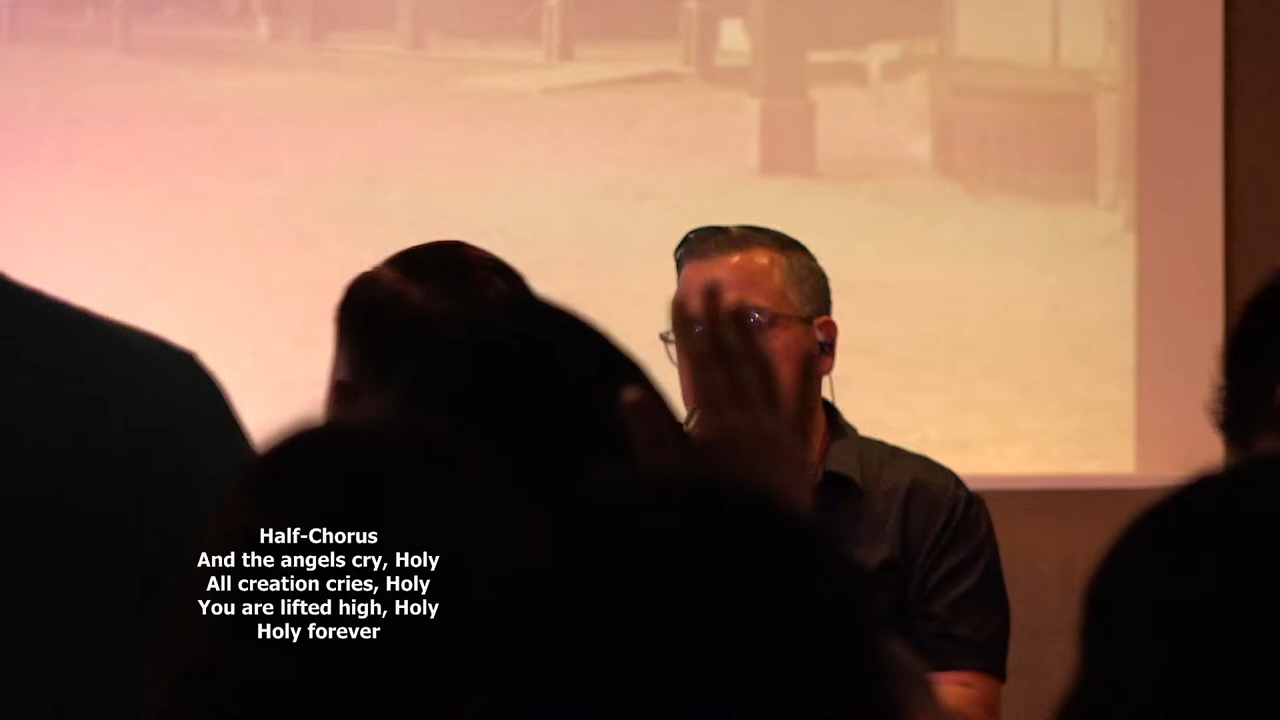 Half-Chorus
And the angels cry, Holy
All creation cries, Holy
You are lifted high, Holy
Holy forever